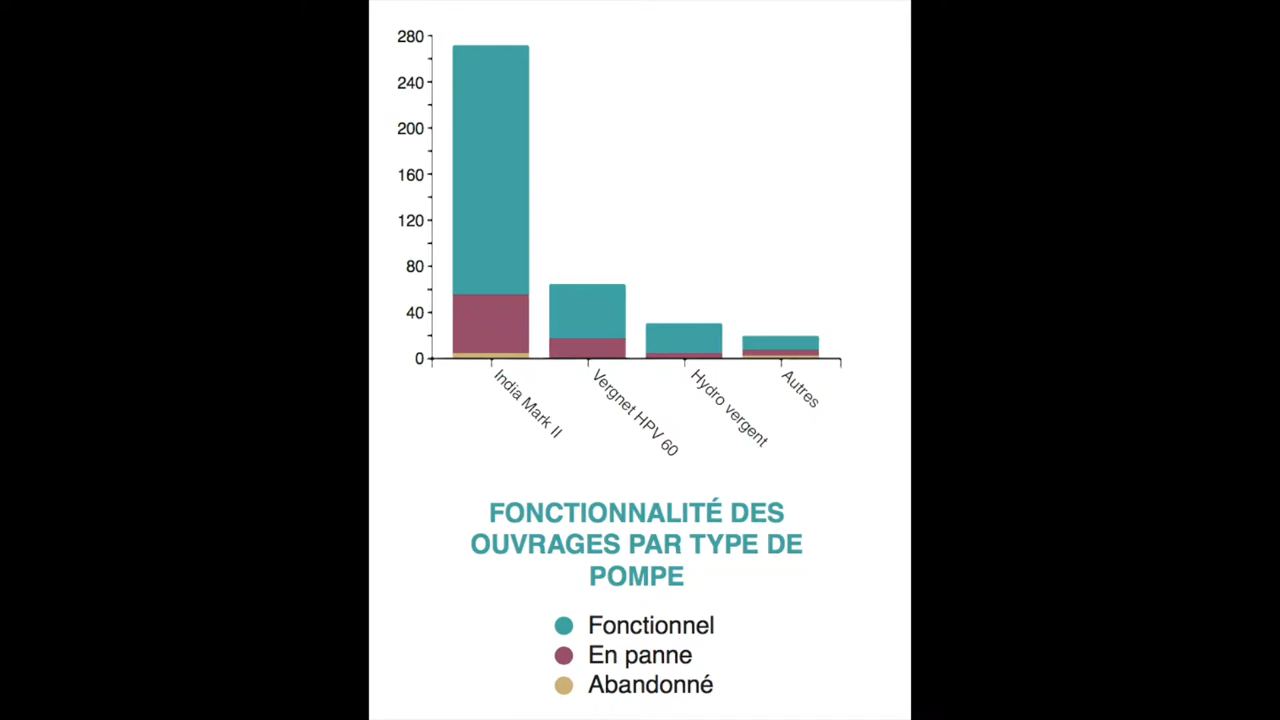 280
240
200
160
120
80
40
0
India Mark II
Vergnet HPV 60
Hydro vergent
Autres
FONCTIONNALITÉ DES
OUVRAGES PAR TYPE DE
POMPE
Fonctionnel
En panne
Abandonné